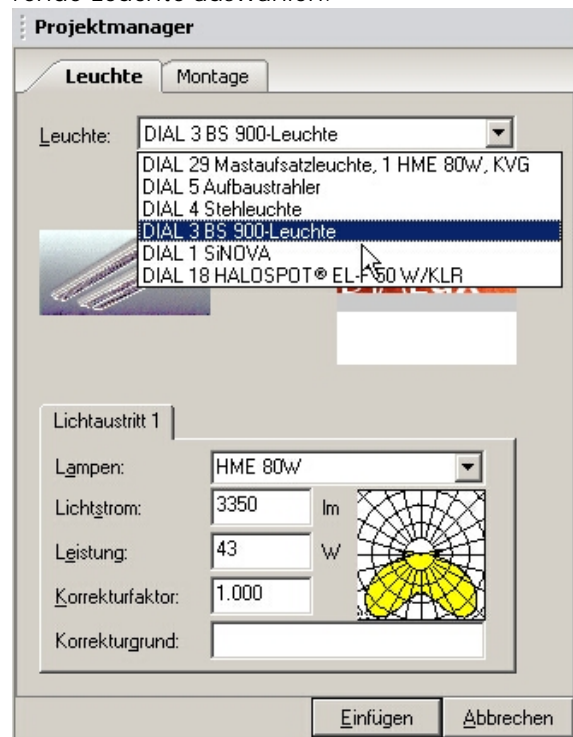 Projektmanager
Leuchte Montage
Leuchte: DIAL 3 BS 900-Leuchte
DIAL 29 Mastaufsatzleuchte, 1 HME 80W, KVG
DIAL 5 Aufbaustrahler
DIAL 4 Stehleuchte
DIAL 3 BS 900-Leuchte
DIAL 1 SiNOVA
DIAL 18 HALOSPOT® EL-F 50 W/KLR
Lichtaustritt 1
Lampen: HME 80W
Lichtstrom: 3350 lm
Leistung: 43 W
Korrekturfaktor: 1.000
Korrekturgrund:
Einfügen Abbrechen